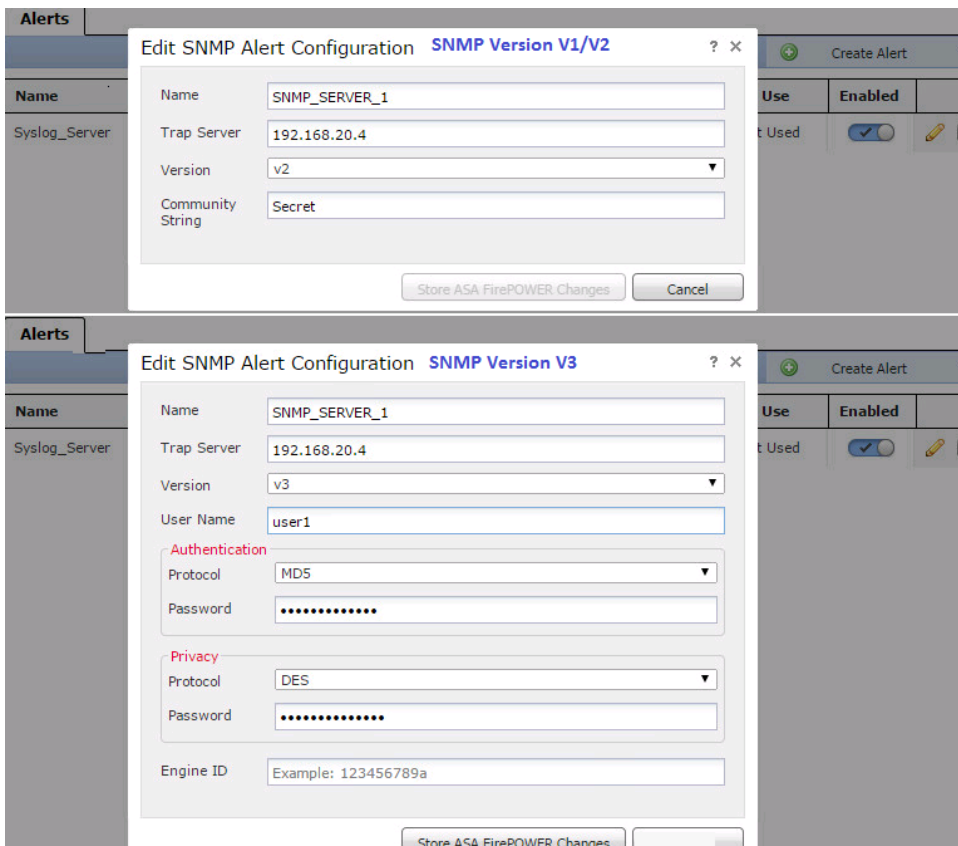 Alerts
Edit SNMP Alert Configuration SNMP Version V1/V2 ? ×
Create Alert
Name Use Enabled
Name SNMP_SERVER_1
Syslog_Server t Used
Trap Server 192.168.20.4
Version v2
Community String Secret
Store ASA FirePOWER Changes Cancel
Alerts
Edit SNMP Alert Configuration SNMP Version V3 ? ×
Create Alert
Name Use Enabled
Name SNMP_SERVER_1
Syslog_Server t Used
Trap Server 192.168.20.4
Version v3
User Name user1
Authentication
Protocol MD5
Password •••••••••••••
Privacy
Protocol DES
Password ••••••••••••••
Engine ID Example: 123456789a
Store ASA FirePOWER Changes